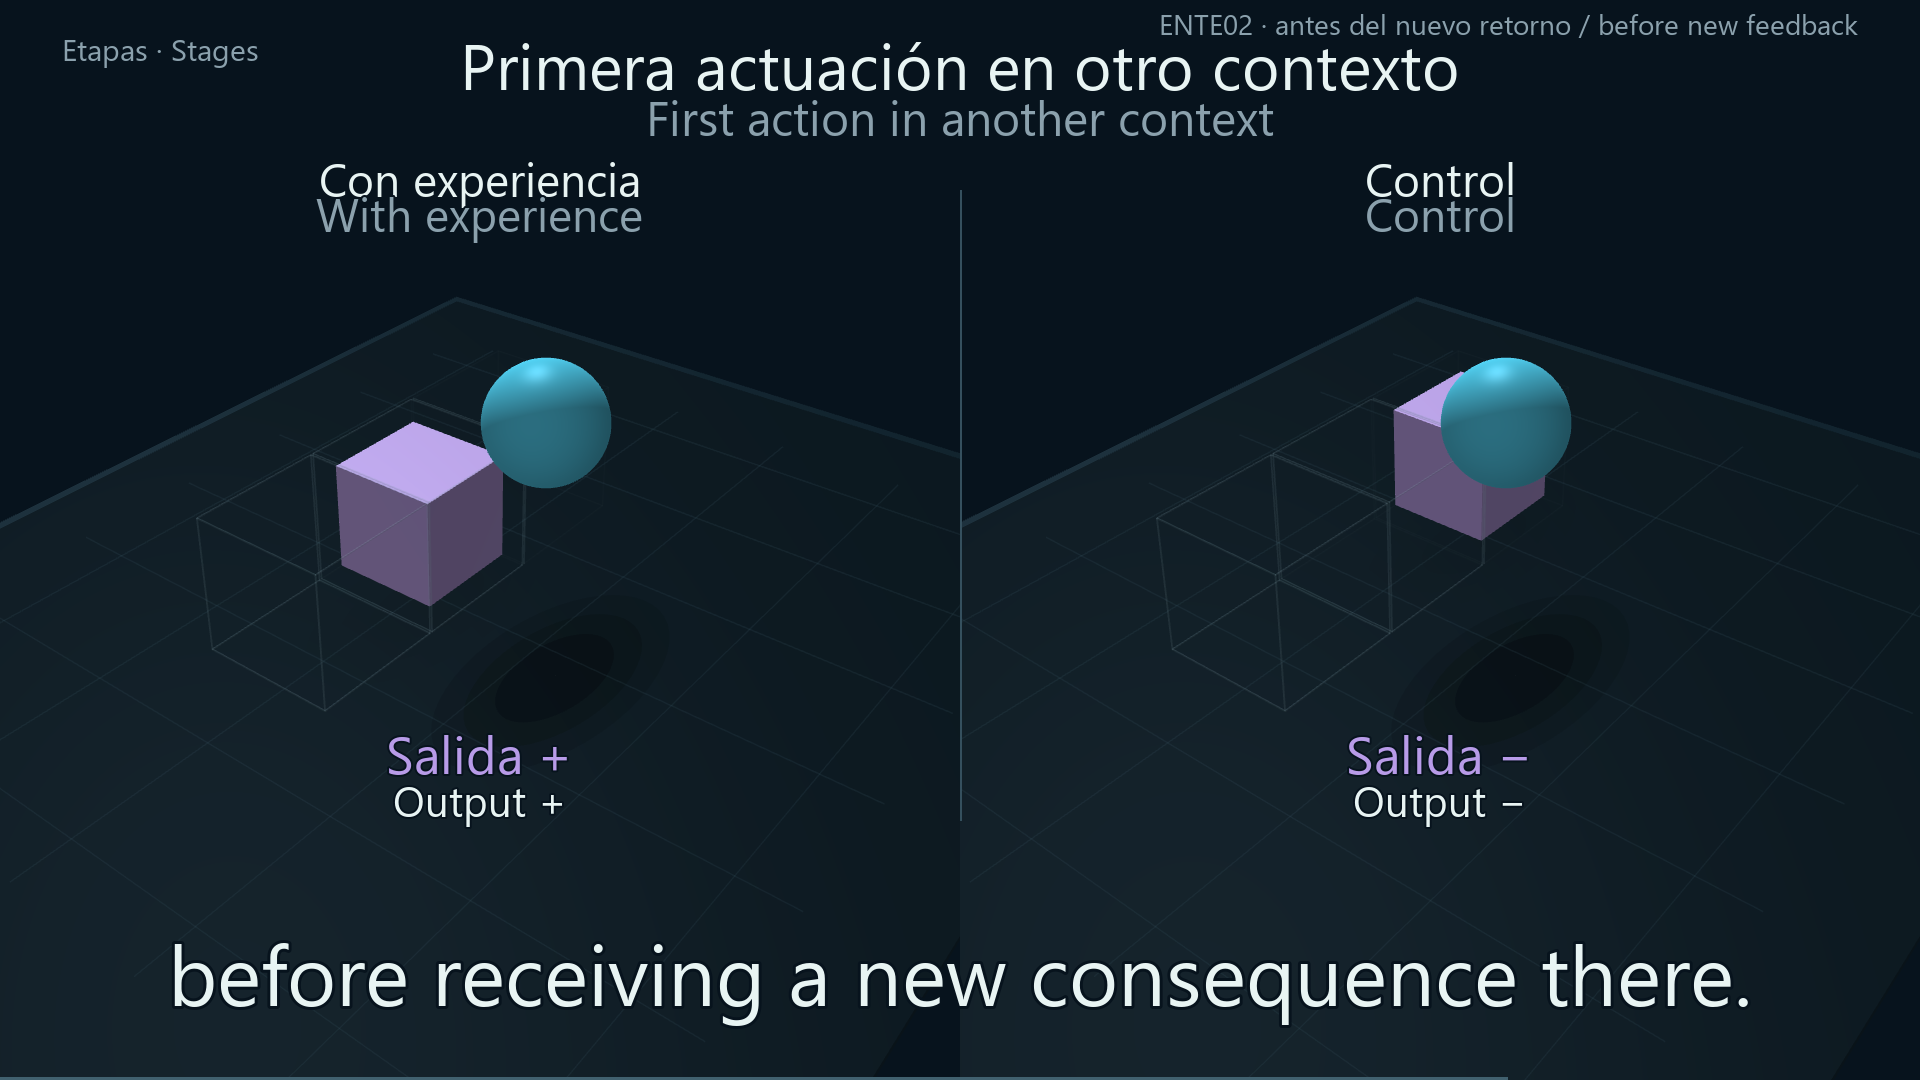 Etapas · Stages
ENTE02 · antes del nuevo retorno / before new feedback
Primera actuación en otro contexto
First action in another context
Con experiencia
With experience
Control
Control
Salida +
Output +
Salida −
Output −
before receiving a new consequence there.